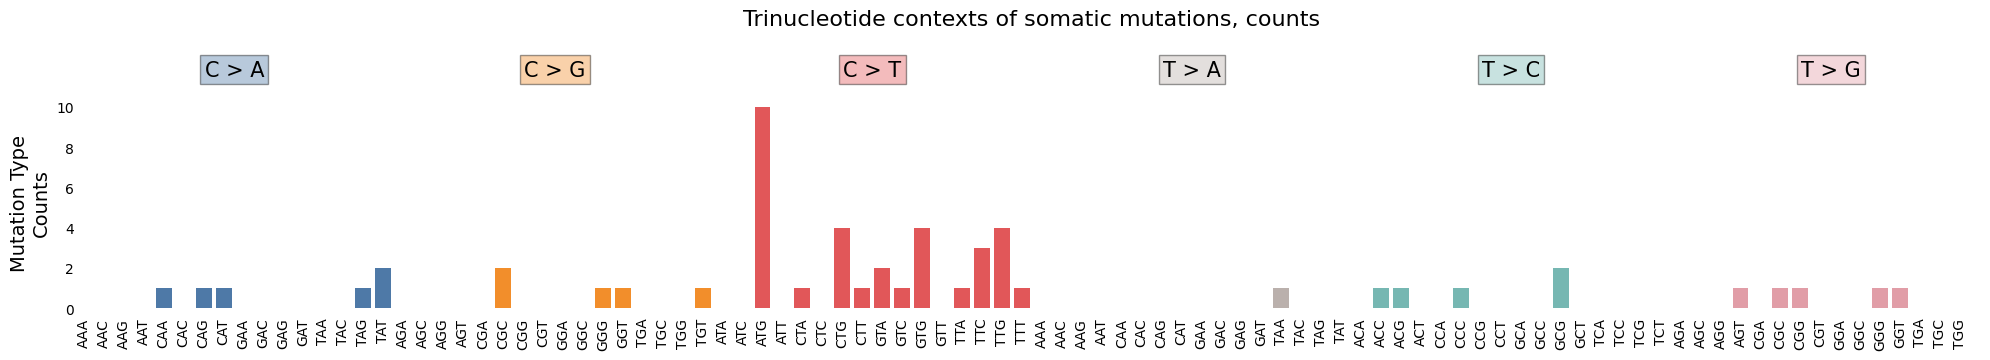 Trinucleotide contexts of somatic mutations, counts
C > A
C > G
C > T
T > A
T > C
T > G
Mutation Type
Counts
10
8
6
4
2
0
AAA
AAC
AAG
AAT
CAA
CAC
CAG
CAT
GAA
GAC
GAG
GAT
TAA
TAC
TAG
TAT
AGA
AGC
AGG
AGT
CGA
CGC
CGG
CGT
GGA
GGC
GGG
GGT
TGA
TGC
TGG
TGT
ATA
ATC
ATG
ATT
CTA
CTC
CTG
CTT
GTA
GTC
GTG
GTT
TTA
TTC
TTG
TTT
AAA
AAC
AAG
AAT
CAA
CAC
CAG
CAT
GAA
GAC
GAG
GAT
TAA
TAC
TAG
TAT
ACA
ACC
ACG
ACT
CCA
CCC
CCG
CCT
GCA
GCC
GCG
GCT
TCA
TCC
TCG
TCT
AGA
AGC
AGG
AGT
CGA
CGC
CGG
CGT
GGA
GGC
GGG
GGT
TGA
TGC
TGG